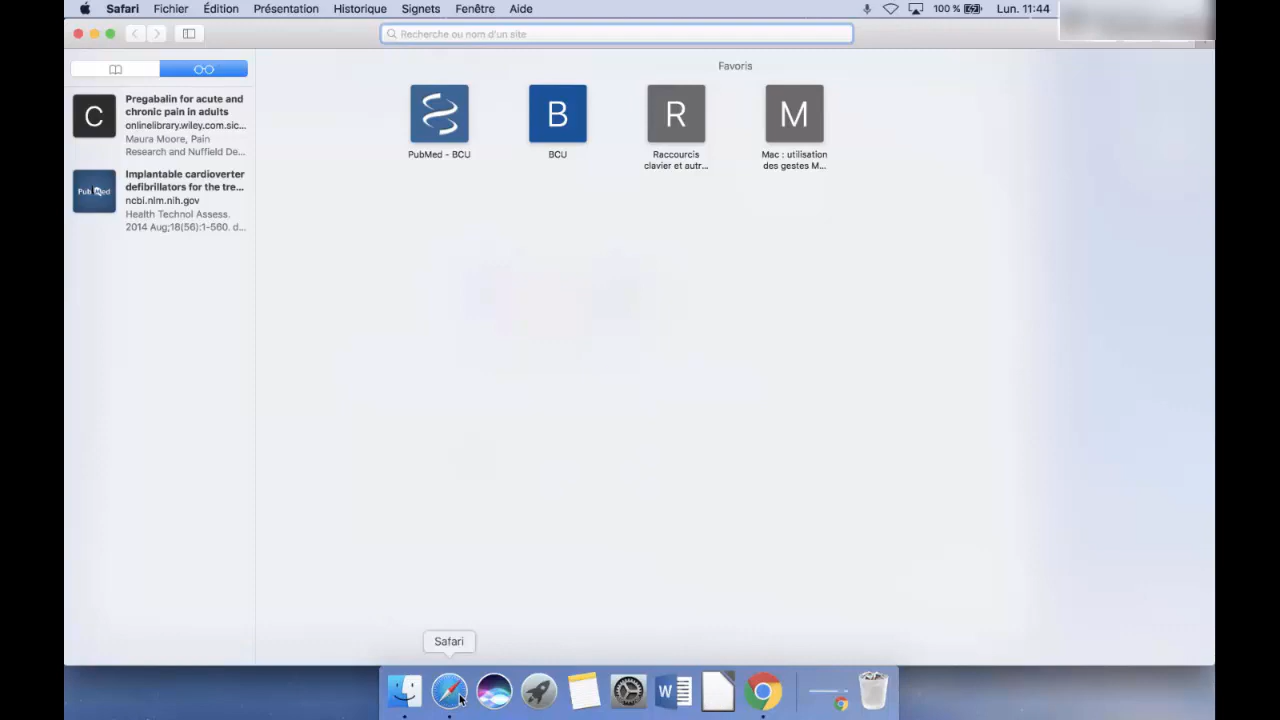 Safari Fichier Édition Présentation Historique Signets Fenêtre Aide 100 % Lun. 11:44
Recherche ou nom d'un site
Favoris
C
Pregabalin for acute and
chronic pain in adults
onlinelibrary.wiley.com.sic...
Maura Moore, Pain
Research and Nuffield De...
PubMed
Implantable cardioverter
defibrillators for the tre...
ncbi.nlm.nih.gov
Health Technol Assess.
2014 Aug;18(56):1-560. d...
PubMed - BCU
B
BCU
R
Raccourcis
clavier et autr...
M
Mac : utilisation
des gestes M...
Safari
W